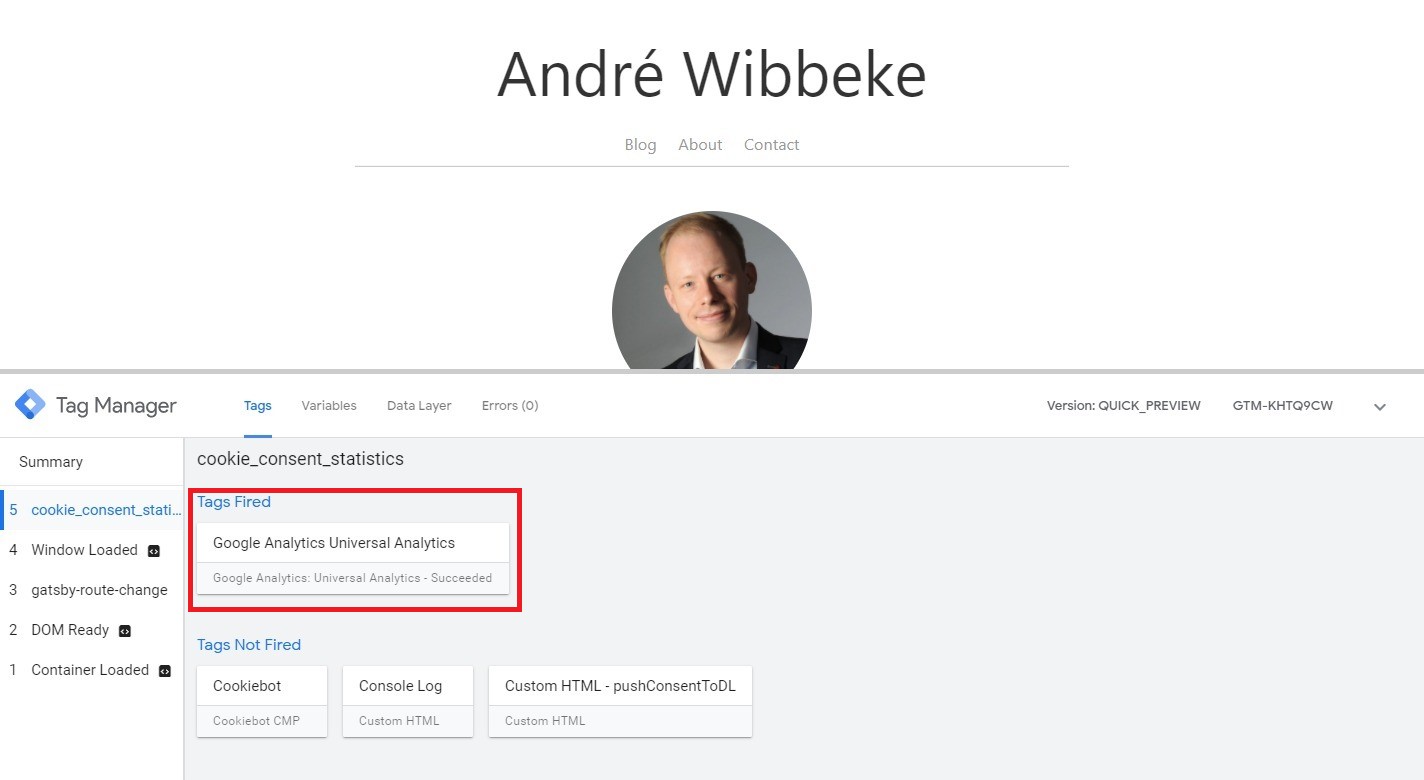 André Wibbeke
Blog About Contact
Tag Manager Tags Variables Data Layer Errors (0) Version: QUICK_PREVIEW GTM-KHTQ9CW
Summary
5 cookie_consent_stati...
4 Window Loaded
3 gatsby-route-change
2 DOM Ready
1 Container Loaded
cookie_consent_statistics
Tags Fired
Google Analytics Universal Analytics
Google Analytics: Universal Analytics - Succeeded
Tags Not Fired
Cookiebot
Cookiebot CMP
Console Log
Custom HTML
Custom HTML - pushConsentToDL
Custom HTML